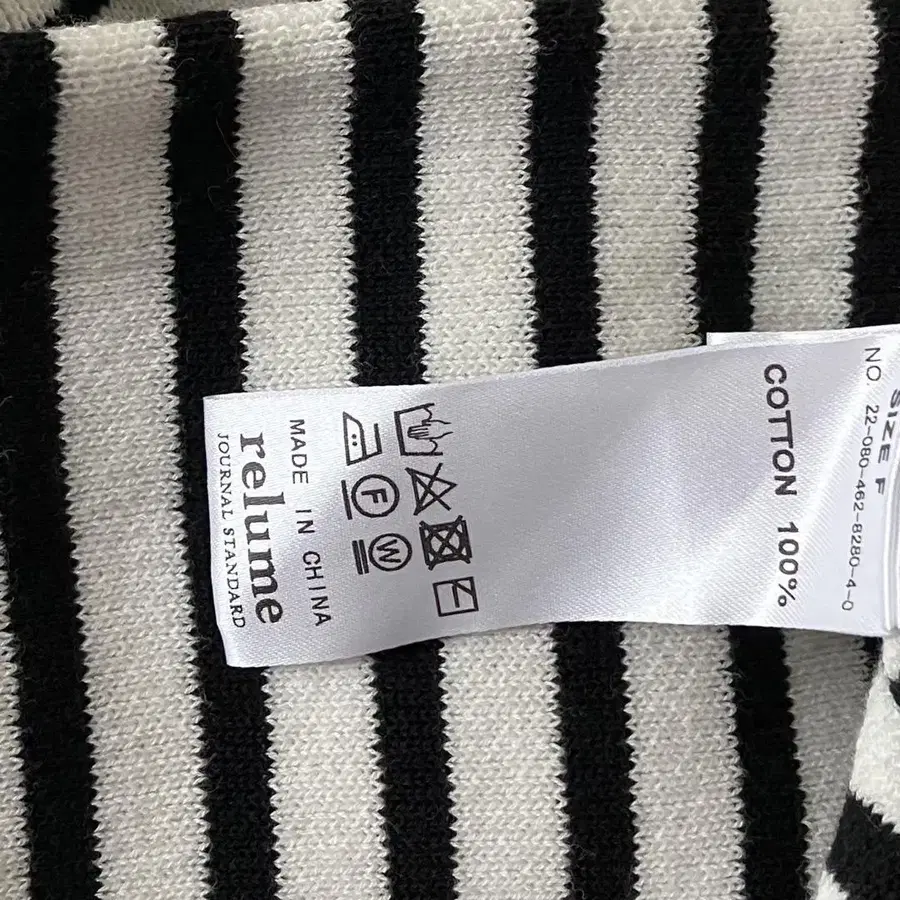 SIZE F
NO. 22-080-462-8280-4-0
COTTON 100%
F
W
MADE IN CHINA
relume
JOURNAL STANDARD